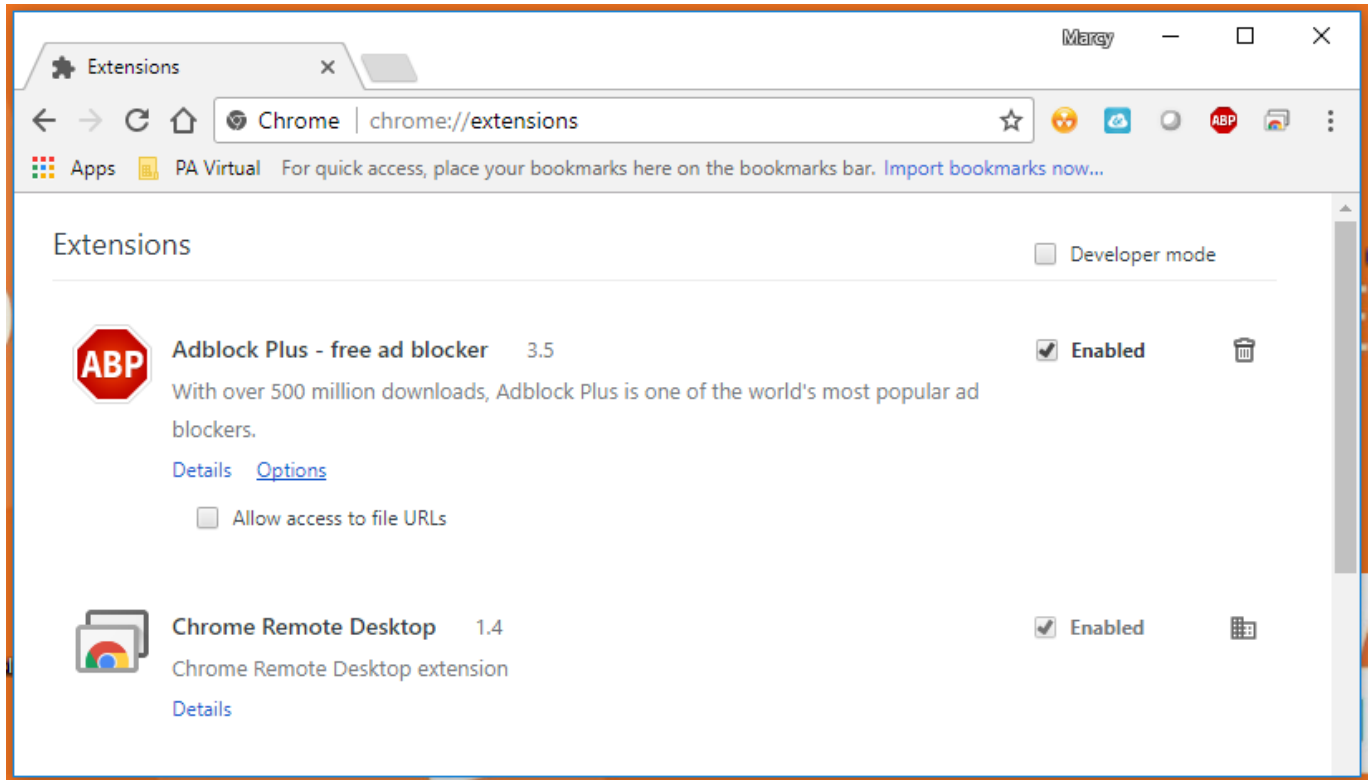 Marcy
Extensions
Chrome | chrome://extensions
ABP
Apps PA Virtual For quick access, place your bookmarks here on the bookmarks bar. Import bookmarks now...
Extensions
Developer mode
ABP
Adblock Plus - free ad blocker 3.5
Enabled
With over 500 million downloads, Adblock Plus is one of the world's most popular ad
blockers.
Details Options
Allow access to file URLs
Chrome Remote Desktop 1.4
Enabled
Chrome Remote Desktop extension
Details